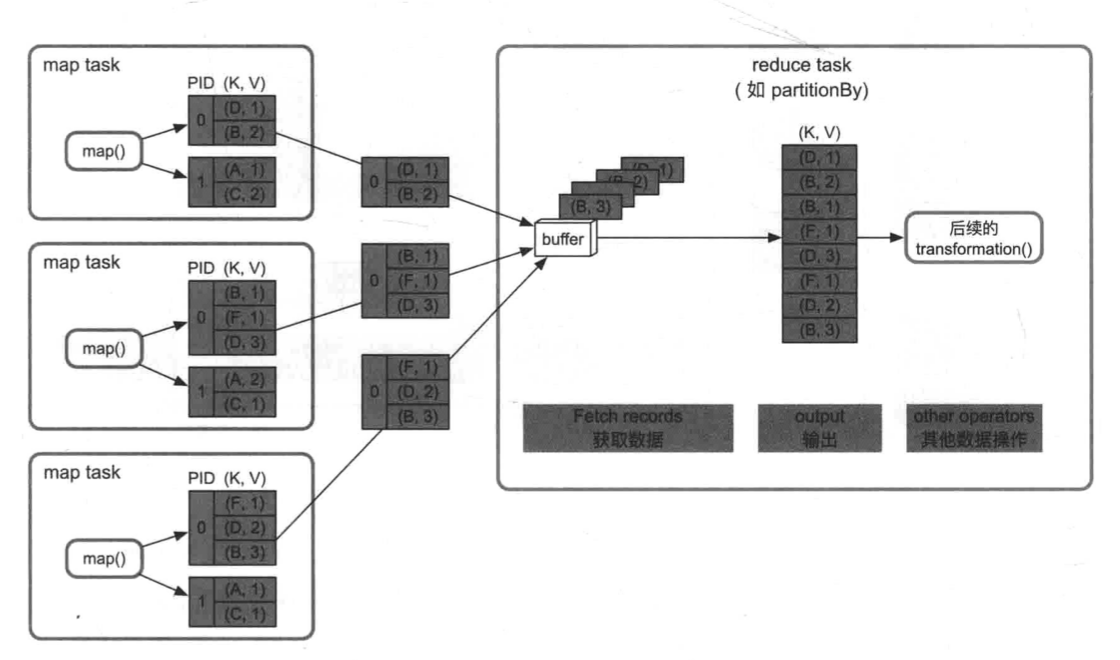 map task
PID (K, V)
map()
0
(D, 1)
(B, 2)
1
(A, 1)
(C, 2)
map task
PID (K, V)
map()
0
(B, 1)
(F, 1)
(D, 3)
1
(A, 2)
(C, 1)
map task
PID (K, V)
map()
0
(F, 1)
(D, 2)
(B, 3)
1
(A, 1)
(C, 1)
0
(D, 1)
(B, 2)
0
(B, 1)
(F, 1)
(D, 3)
0
(F, 1)
(D, 2)
(B, 3)
reduce task
( 如 partitionBy)
(B, 3)
buffer
(K, V)
(D, 1)
(B, 2)
(B, 1)
(F, 1)
(D, 3)
(F, 1)
(D, 2)
(B, 3)
后续的
transformation()
Fetch records
获取数据
output
输出
other operators
其他数据操作